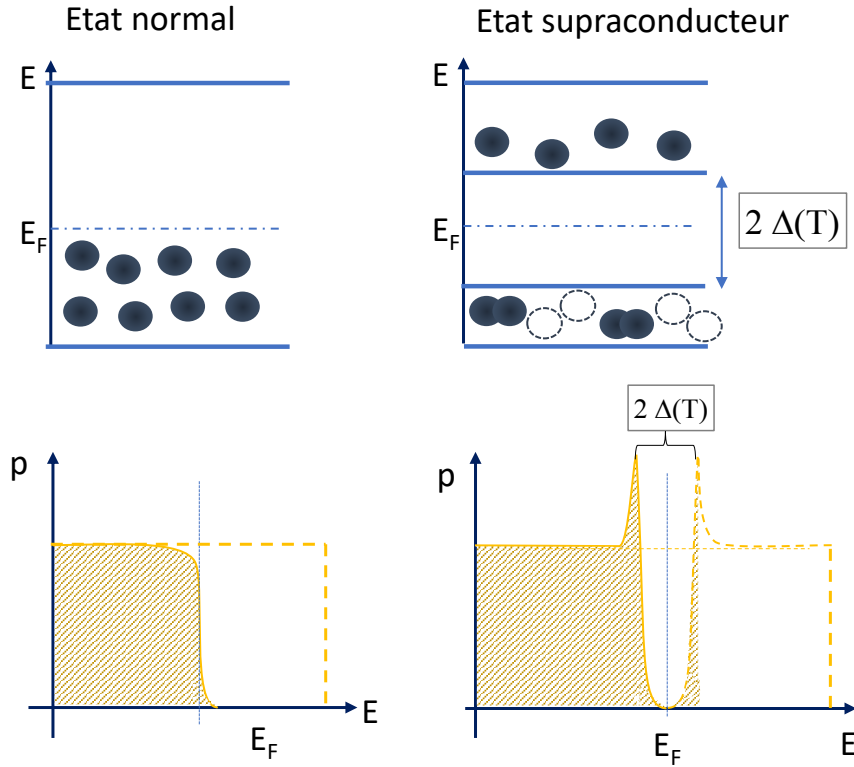 Etat normal
E
E_F
Etat supraconducteur
E
E_F
2 Δ(T)
p
E
E_F
2 Δ(T)
p
E_F
E